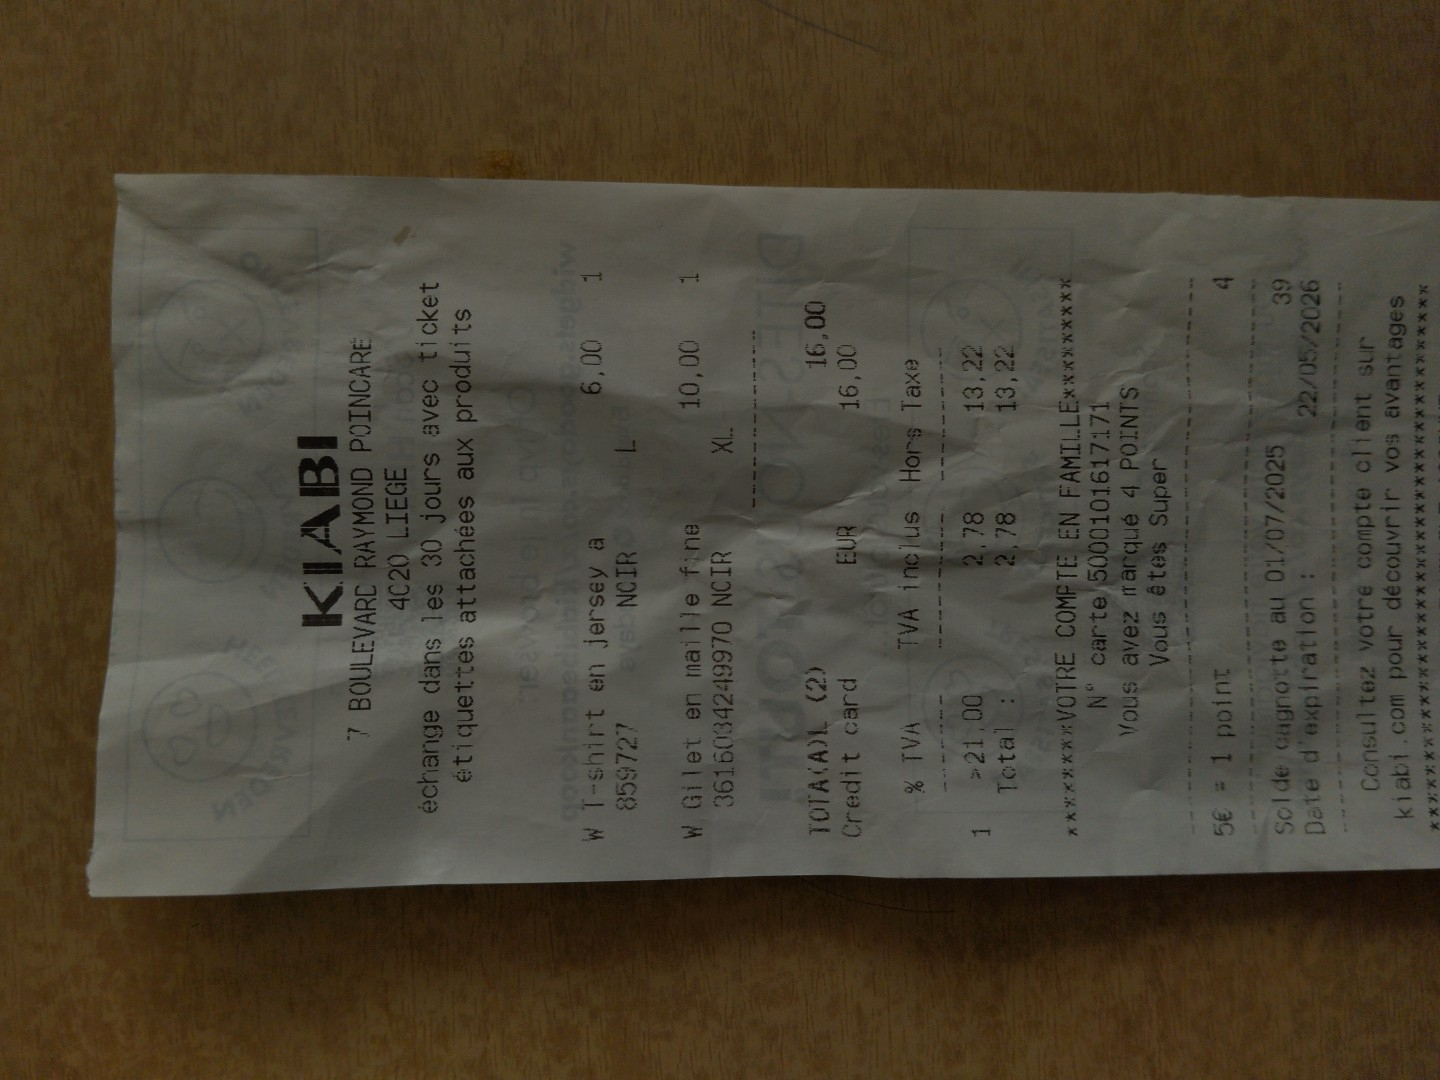 KIABI
7 BOULEVARD RAYMOND POINCARE
4020 LIEGE
échange dans les 30 jours avec ticket
étiquettes attachées aux produits
W T-shirt en jersey a 6,00 1
859727 NOIR L
W Gilet en maille fine 10,00 1
3616034249970 NOIR XL
TOTA(A)L (2) 16,00
Credit card EUR 16,00
% TVA TVA inclus Hors Taxe
1 >21,00 2,78 13,22
Total : 2,78 13,22
**********VOTRE COMPTE EN FAMILLE**********
N° carte 5000101617171
Vous avez marqué 4 POINTS
Vous êtes Super
5€ = 1 point 4
Solde cagnotte au 01/07/2025 39
Date d'expiration : 22/05/2026
Consultez votre compte client sur
kiabi.com pour découvrir vos avantages